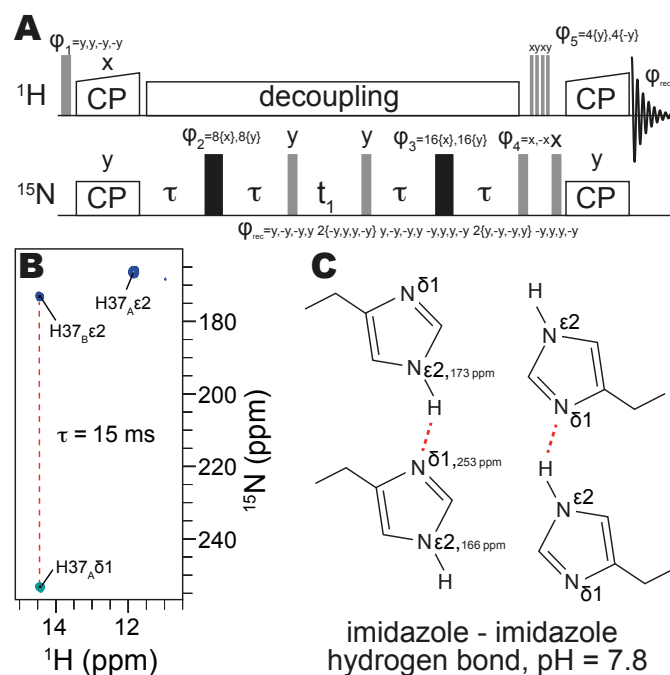 A
φ1=y,y,-y,-y
x
xyxy
φ5=4{y},4{-y}
1H
CP
decoupling
CP
φrec
φ2=8{x},8{y}
y
y
φ3=16{x},16{y}
φ4=x,-x
x
y
y
15N
CP
τ
τ
t1
τ
τ
CP
φrec=y,-y,-y,y 2{-y,y,y,-y} y,-y,-y,y -y,y,y,-y 2{y,-y,-y,y} -y,y,y,-y
B
H37Aε2
H37Bε2
180
200
τ = 15 ms
220
240
H37Aδ1
15N (ppm)
14
12
1H (ppm)
C
Nδ1
Nε2,173 ppm
H
Nδ1,253 ppm
Nε2,166 ppm
H
H
ε2
N
Nδ1
H
ε2
N
Nδ1
imidazole - imidazole
hydrogen bond, pH = 7.8